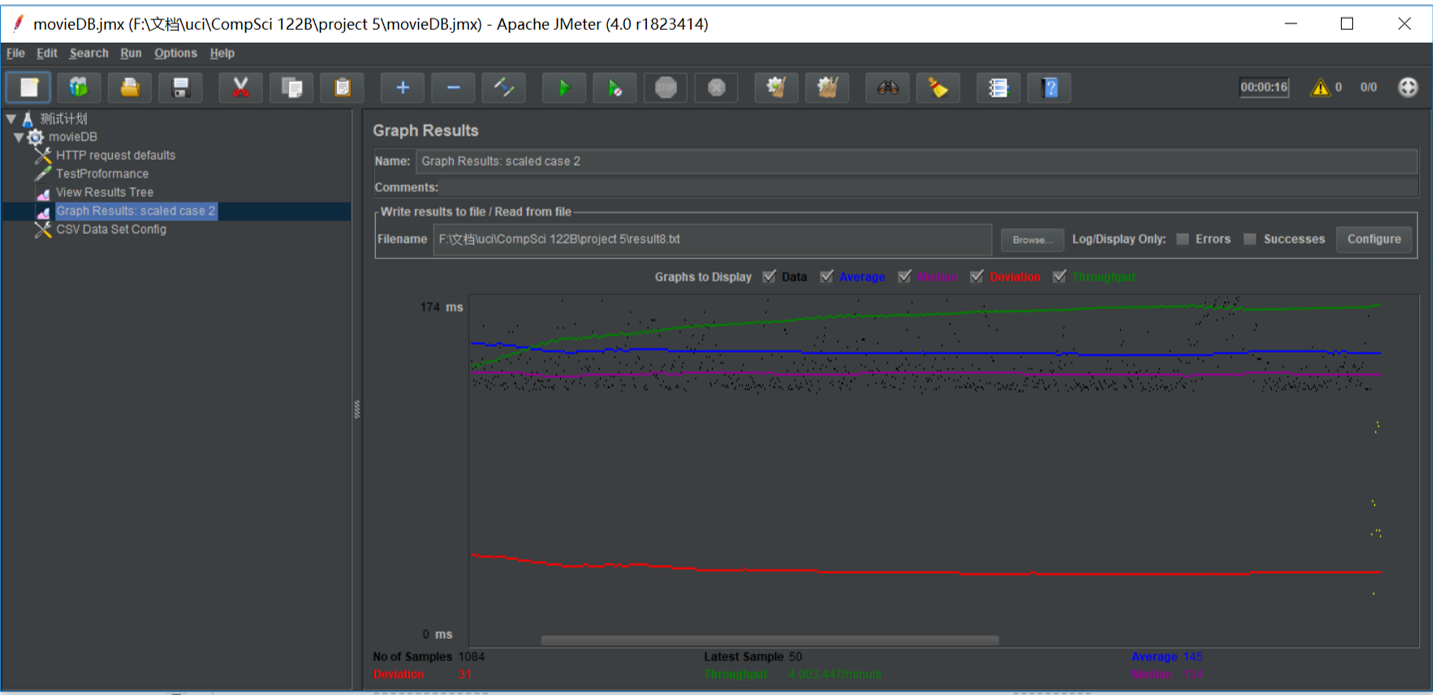 movieDB.jmx (F:\文档\uci\CompSci 122B\project 5\movieDB.jmx) - Apache JMeter (4.0 r1823414)
File Edit Search Run Options Help
00:00:16 0 0/0
测试计划
movieDB
HTTP request defaults
TestProformance
View Results Tree
Graph Results: scaled case 2
CSV Data Set Config
Graph Results
Name: Graph Results: scaled case 2
Comments:
Write results to file / Read from file
Filename F:\文档\uci\CompSci 122B\project 5\result8.txt Browse... Log/Display Only: Errors Successes Configure
Graphs to Display Data Average Median Deviation Throughput
174 ms
0 ms
No of Samples 1084 Latest Sample 50 Average 145
Deviation 31 Throughput 4,003.447/minute Median 134